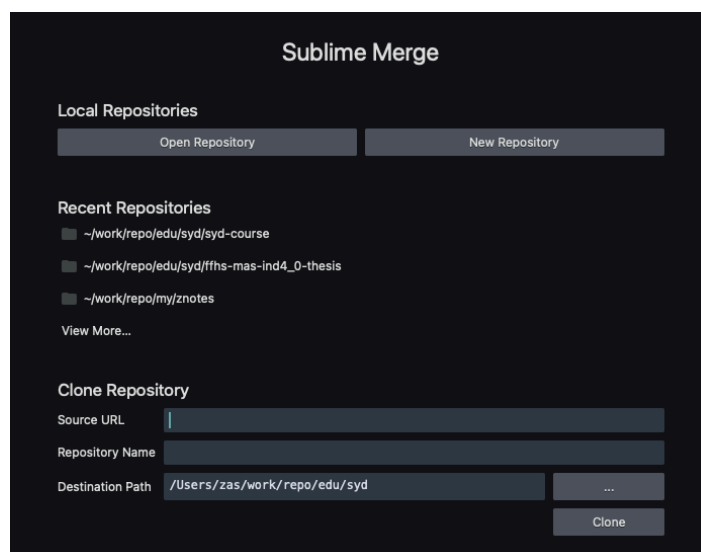 Sublime Merge
Local Repositories
Open Repository New Repository
Recent Repositories
~/work/repo/edu/syd/syd-course
~/work/repo/edu/syd/ffhs-mas-ind4_0-thesis
~/work/repo/my/znotes
View More...
Clone Repository
Source URL
Repository Name
Destination Path /Users/zas/work/repo/edu/syd ...
Clone